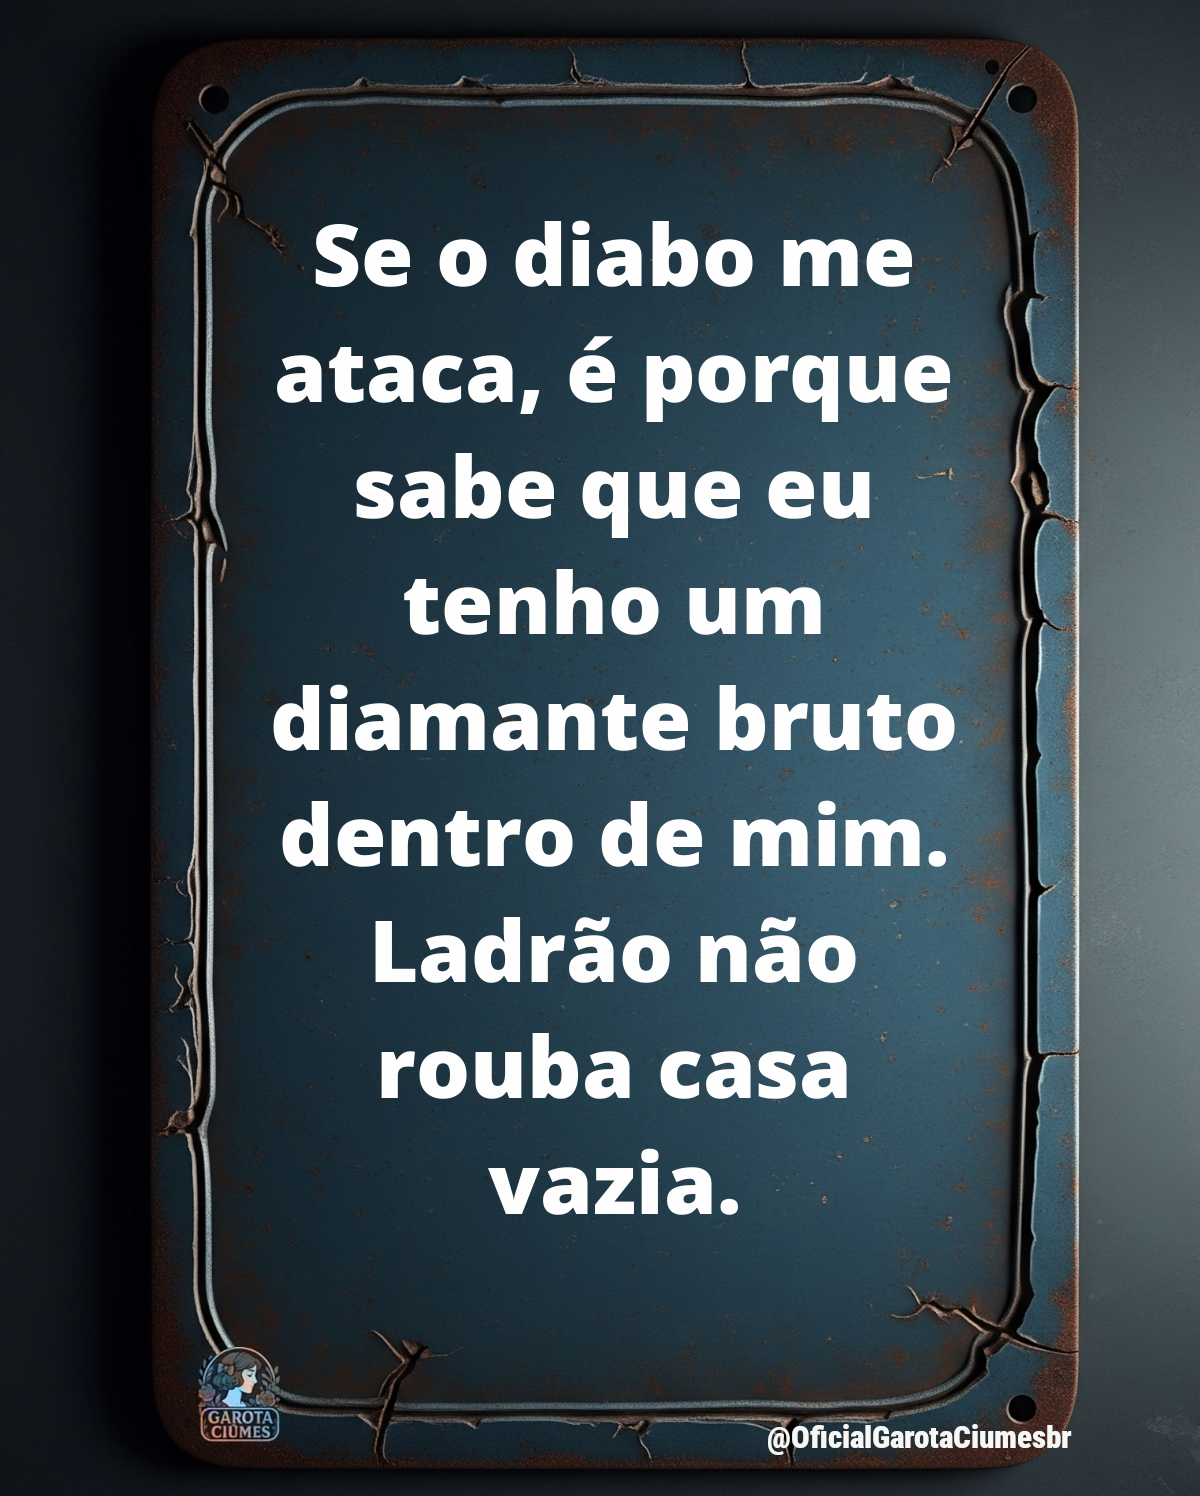 Se o diabo me
ataca, é porque
sabe que eu
tenho um
diamante bruto
dentro de mim.
Ladrão não
rouba casa
vazia.
GAROTA
CIÚMES
@OficialGarotaCiumesbr